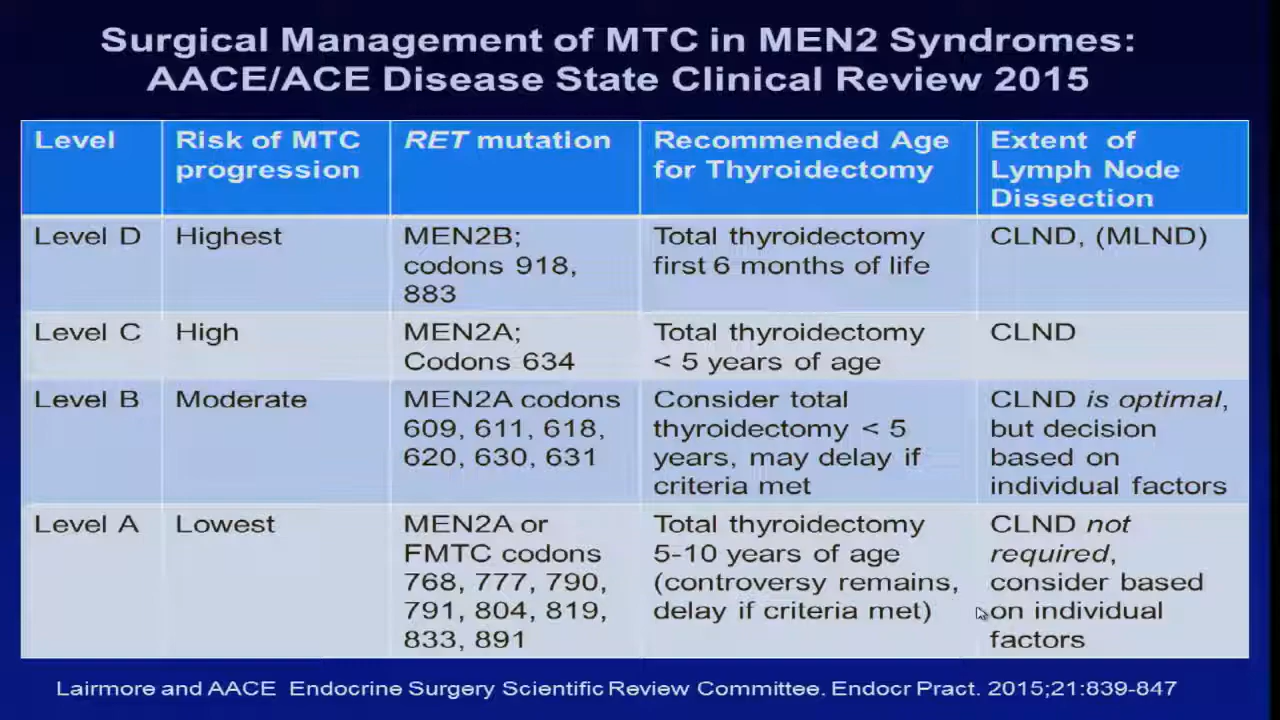 Surgical Management of MTC in MEN2 Syndromes:
AACE/ACE Disease State Clinical Review 2015
Level
Risk of MTC
progression
RET mutation
Recommended Age
for Thyroidectomy
Extent of
Lymph Node
Dissection
Level D
Highest
MEN2B;
codons 918,
883
Total thyroidectomy
first 6 months of life
CLND, (MLND)
Level C
High
MEN2A;
Codons 634
Total thyroidectomy
< 5 years of age
CLND
Level B
Moderate
MEN2A codons
609, 611, 618,
620, 630, 631
Consider total
thyroidectomy < 5
years, may delay if
criteria met
CLND is optimal,
but decision
based on
individual factors
Level A
Lowest
MEN2A or
FMTC codons
768, 777, 790,
791, 804, 819,
833, 891
Total thyroidectomy
5-10 years of age
(controversy remains,
delay if criteria met)
CLND not
required,
consider based
on individual
factors
Lairmore and AACE Endocrine Surgery Scientific Review Committee. Endocr Pract. 2015;21:839-847